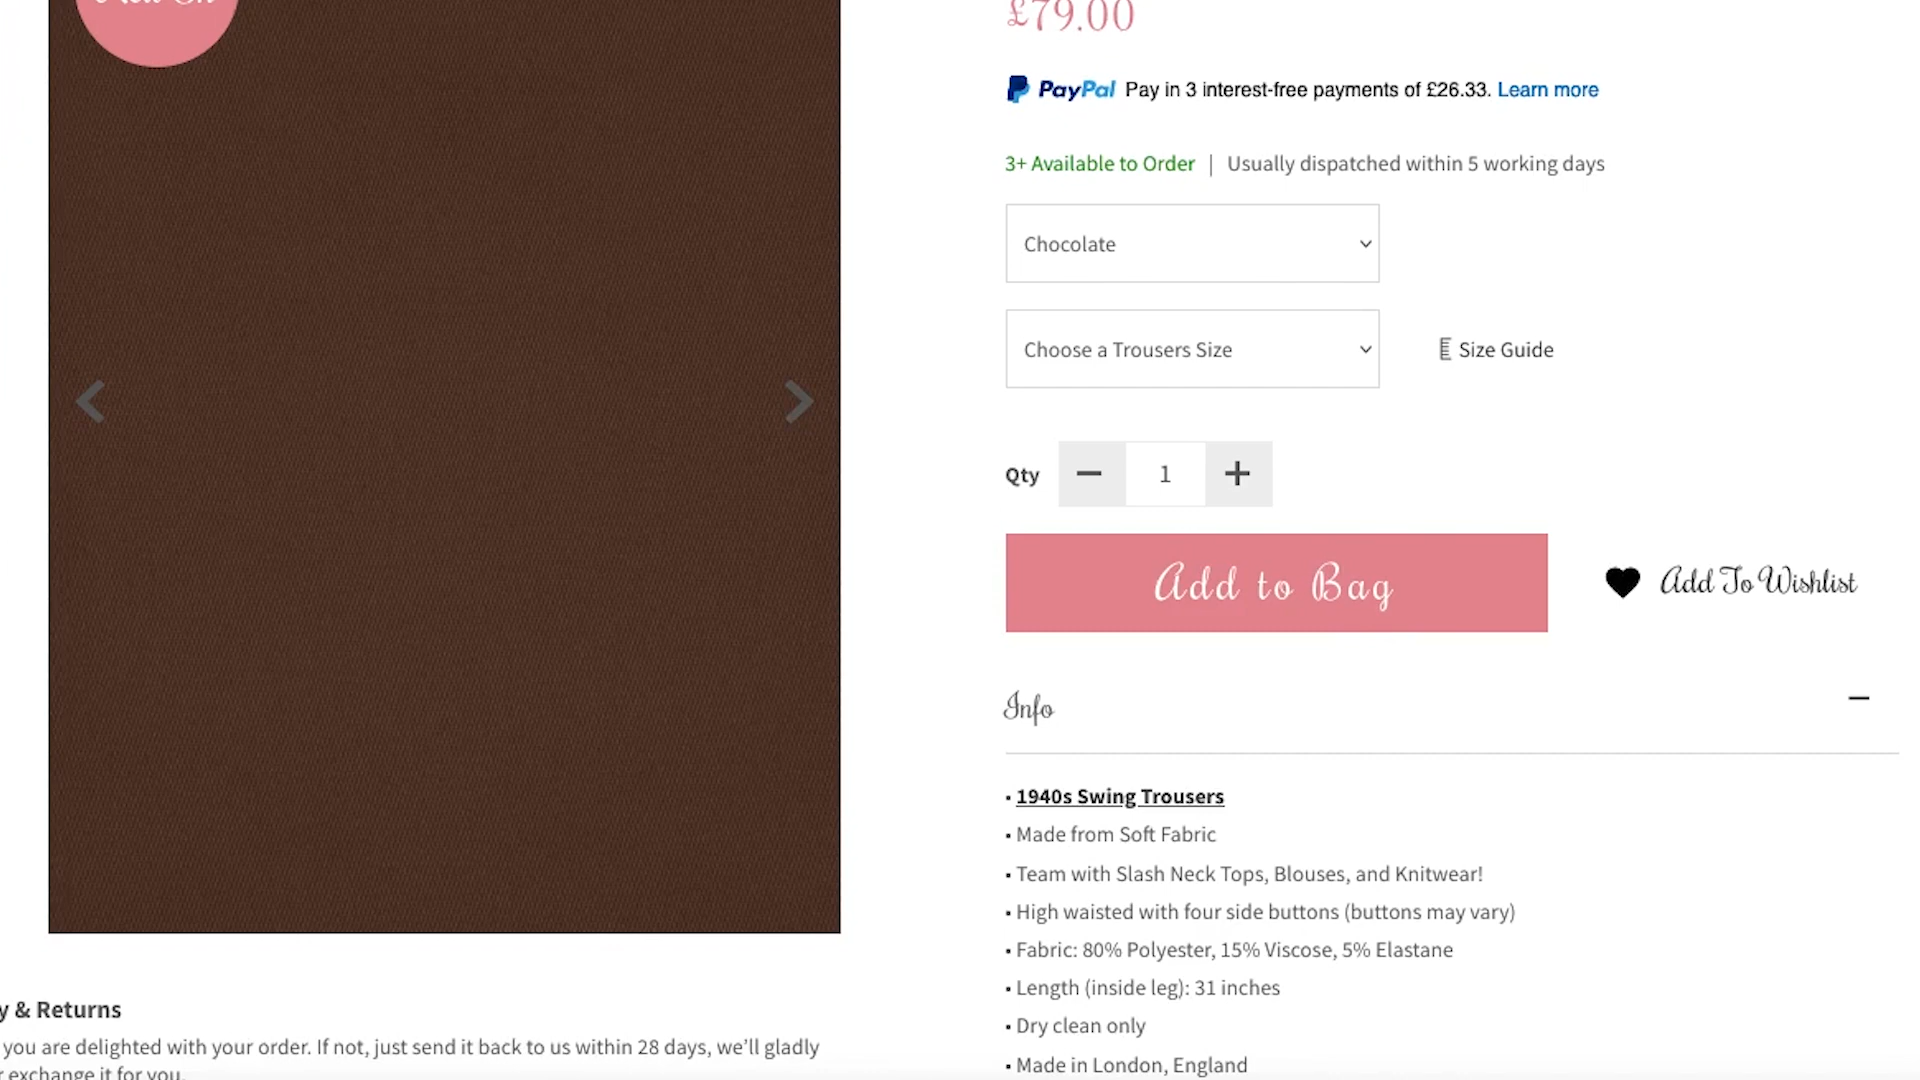 £79.00
PayPal Pay in 3 interest-free payments of £26.33. Learn more
3+ Available to Order | Usually dispatched within 5 working days
Chocolate
Choose a Trousers Size
Size Guide
Qty
1
Add to Bag
Add To Wishlist
Info
• 1940s Swing Trousers
• Made from Soft Fabric
• Team with Slash Neck Tops, Blouses, and Knitwear!
• High waisted with four side buttons (buttons may vary)
• Fabric: 80% Polyester, 15% Viscose, 5% Elastane
• Length (inside leg): 31 inches
• Dry clean only
• Made in London, England
y & Returns
you are delighted with your order. If not, just send it back to us within 28 days, we’ll gladly
r exchange it for you.